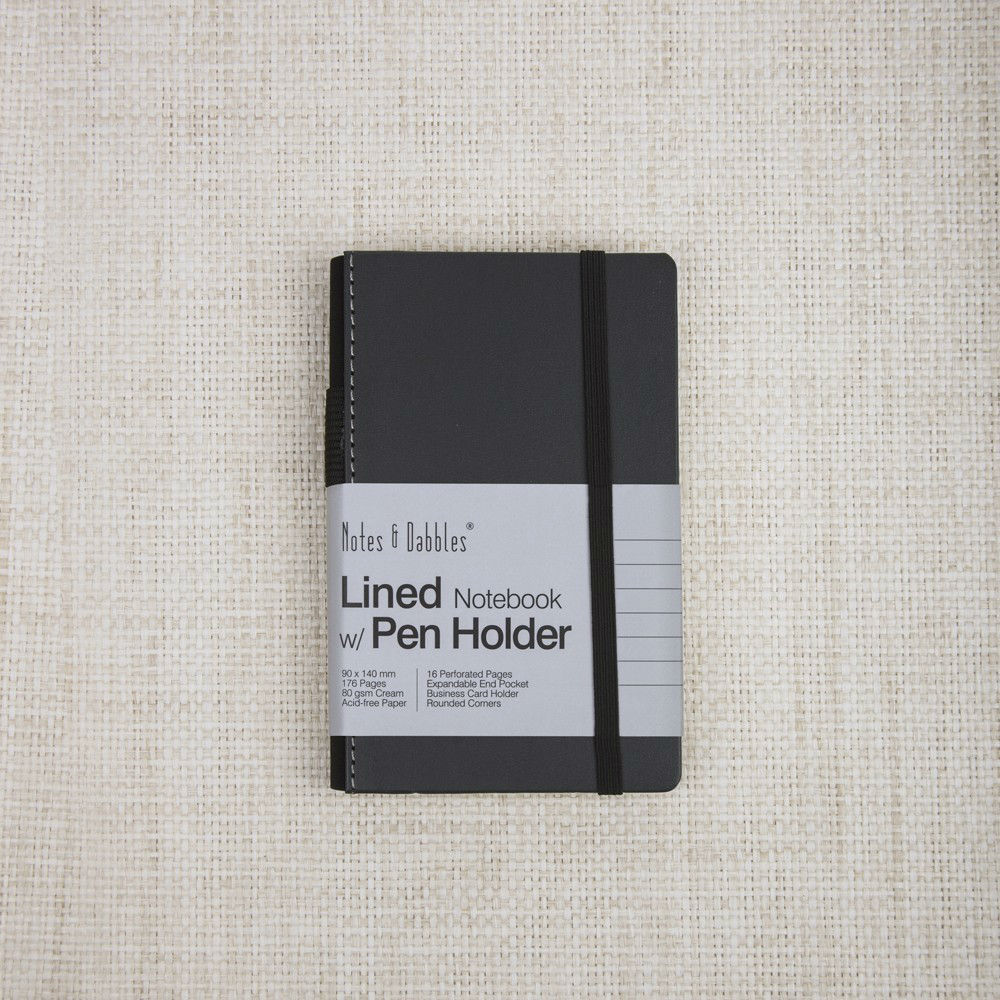 Notes & Dabbles®
Lined Notebook
w/ Pen Holder
90 x 140 mm
176 Pages
80 gsm Cream
Acid-free Paper
16 Perforated Pages
Expandable End Pocket
Business Card Holder
Rounded Corners